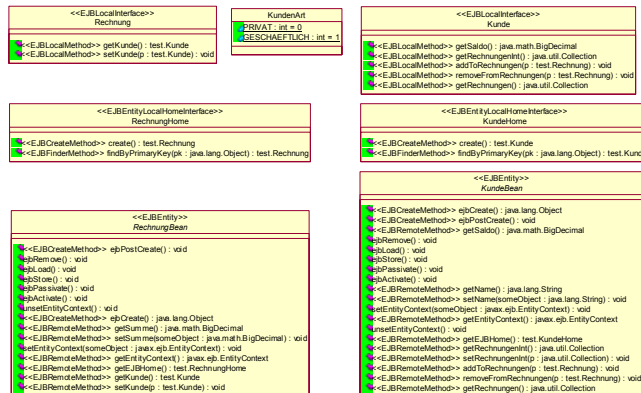 <<EJBLocalInterface>>
Rechnung
<<EJBLocalMethod>> getKunde() : test.Kunde
<<EJBLocalMethod>> setKunde(p : test.Kunde) : void
KundenArt
PRIVAT : int = 0
GESCHAEFTLICH : int = 1
<<EJBLocalInterface>>
Kunde
<<EJBLocalMethod>> getSaldo() : java.math.BigDecimal
<<EJBLocalMethod>> getRechnungenInt() : java.util.Collection
<<EJBLocalMethod>> addToRechnungen(p : test.Rechnung) : void
<<EJBLocalMethod>> removeFromRechnungen(p : test.Rechnung) : void
<<EJBLocalMethod>> getRechnungen() : java.util.Collection
<<EJBEntityLocalHomeInterface>>
RechnungHome
<<EJBCreateMethod>> create() : test.Rechnung
<<EJBFinderMethod>> findByPrimaryKey(pk : java.lang.Object) : test.Rechnung
<<EJBEntityLocalHomeInterface>>
KundeHome
<<EJBCreateMethod>> create() : test.Kunde
<<EJBFinderMethod>> findByPrimaryKey(pk : java.lang.Object) : test.Kund
<<EJBEntity>>
RechnungBean
<<EJBCreateMethod>> ejbPostCreate() : void
ejbRemove() : void
ejbLoad() : void
ejbStore() : void
ejbPassivate() : void
ejbActivate() : void
unsetEntityContext() : void
<<EJBCreateMethod>> ejbCreate() : java.lang.Object
<<EJBRemoteMethod>> getSumme() : java.math.BigDecimal
<<EJBRemoteMethod>> setSumme(someObject : java.math.BigDecimal) : void
setEntityContext(someObject : javax.ejb.EntityContext) : void
<<EJBRemoteMethod>> getEntityContext() : javax.ejb.EntityContext
<<EJBRemoteMethod>> getEJBHome() : test.RechnungHome
<<EJBRemoteMethod>> getKunde() : test.Kunde
<<EJBRemoteMethod>> setKunde(p : test.Kunde) : void
<<EJBEntity>>
KundeBean
<<EJBCreateMethod>> ejbCreate() : java.lang.Object
<<EJBCreateMethod>> ejbPostCreate() : void
<<EJBRemoteMethod>> getSaldo() : java.math.BigDecimal
ejbRemove() : void
ejbLoad() : void
ejbStore() : void
ejbPassivate() : void
ejbActivate() : void
<<EJBRemoteMethod>> getName() : java.lang.String
<<EJBRemoteMethod>> setName(someObject : java.lang.String) : void
setEntityContext(someObject : javax.ejb.EntityContext) : void
<<EJBRemoteMethod>> getEntityContext() : javax.ejb.EntityContext
unsetEntityContext() : void
<<EJBRemoteMethod>> getEJBHome() : test.KundeHome
<<EJBRemoteMethod>> getRechnungenInt() : java.util.Collection
<<EJBRemoteMethod>> setRechnungenInt(p : java.util.Collection) : void
<<EJBRemoteMethod>> addToRechnungen(p : test.Rechnung) : void
<<EJBRemoteMethod>> removeFromRechnungen(p : test.Rechnung) : void
<<EJBRemoteMethod>> getRechnungen() : java.util.Collection